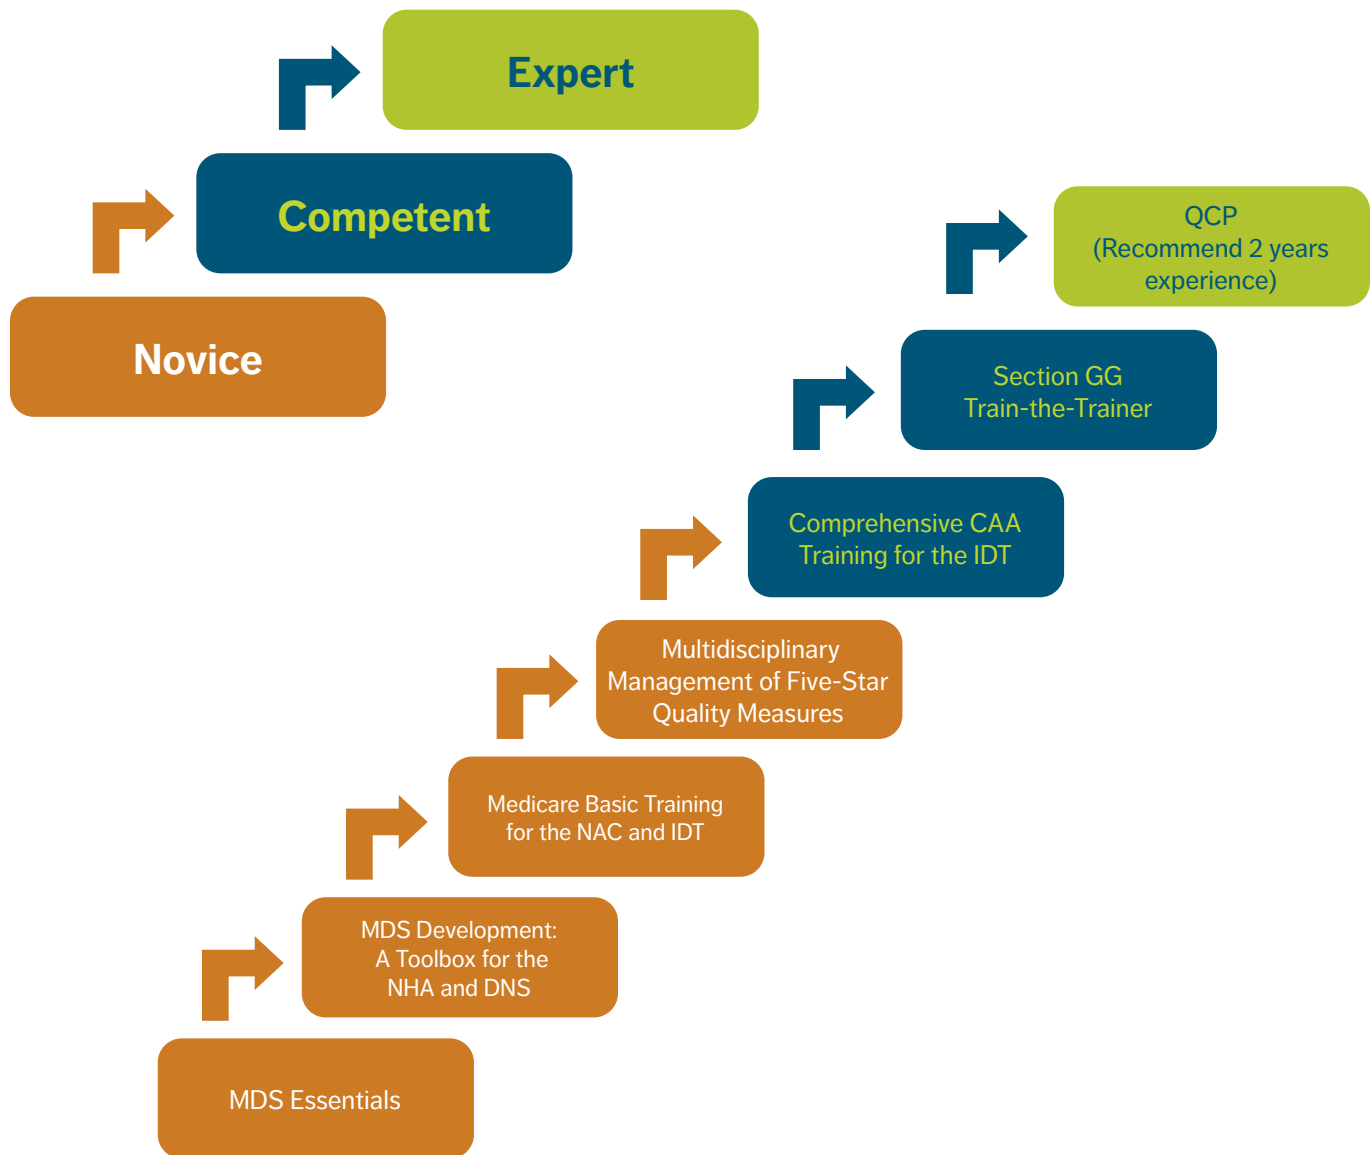 Expert
Competent
Novice
QCP
(Recommend 2 years
experience)
Section GG
Train-the-Trainer
Comprehensive CAA
Training for the IDT
Multidisciplinary
Management of Five-Star
Quality Measures
Medicare Basic Training
for the NAC and IDT
MDS Development:
A Toolbox for the
NHA and DNS
MDS Essentials